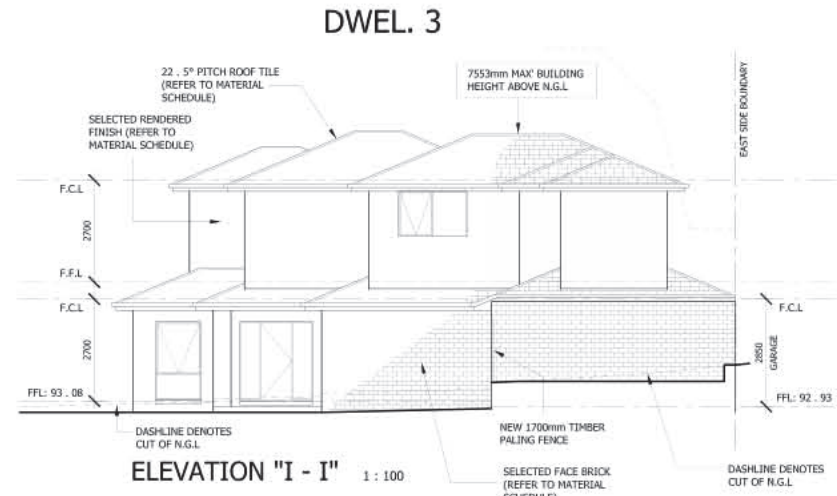 DWEL. 3
22 . 5° PITCH ROOF TILE
(REFER TO MATERIAL
SCHEDULE)
7553mm MAX' BUILDING
HEIGHT ABOVE N.G.L
SELECTED RENDERED
FINISH (REFER TO
MATERIAL SCHEDULE)
EAST SIDE BOUNDARY
F.C.L
2700
F.F.L
F.C.L
F.C.L
2700
2850
GARAGE
FFL: 93 . 08
FFL: 92 . 93
DASHLINE DENOTES
CUT OF N.G.L
NEW 1700mm TIMBER
PALING FENCE
SELECTED FACE BRICK
(REFER TO MATERIAL
SCHEDULE)
DASHLINE DENOTES
CUT OF N.G.L
ELEVATION "I - I" 1 : 100